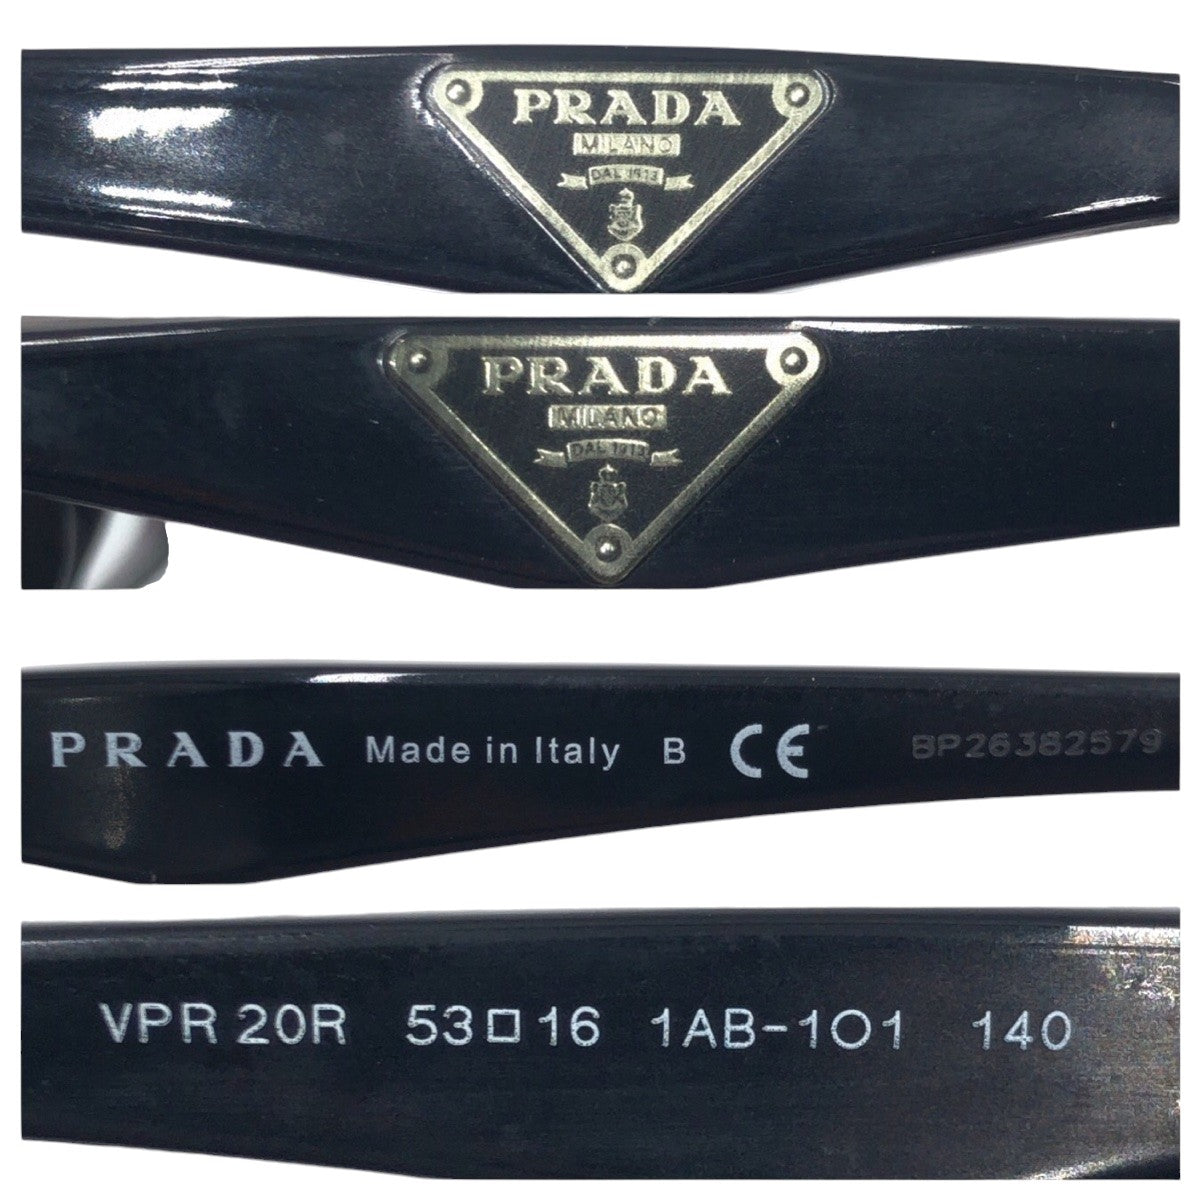 PRADA
MILANO
DAL 1913
PRADA
MILANO
DAL 1913
PRADA Made in Italy B CE BP26382579
VPR 20R 53□16 1AB-1O1 140